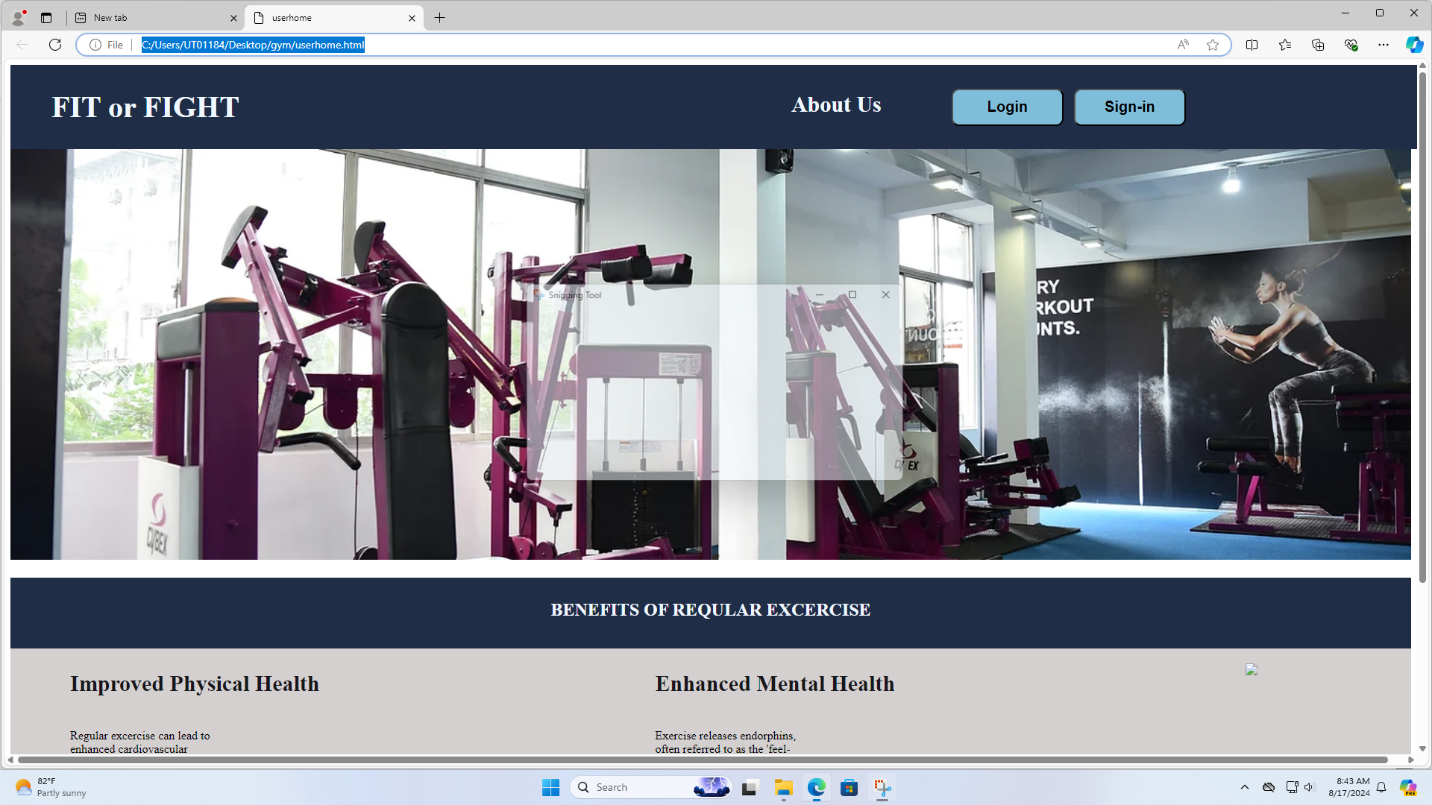 New tab
userhome
File
C:/Users/UT01184/Desktop/gym/userhome.html
FIT or FIGHT
About Us
Login
Sign-in
RY
RKOUT
NTS.
Snipping Tool
CYBEX
BENEFITS OF REQULAR EXCERCISE
Improved Physical Health
Enhanced Mental Health
Regular excercise can lead to
enhanced cardiovascular
Exercise releases endorphins,
often referred to as the 'feel-
82°F
Partly sunny
Search
8:43 AM
8/17/2024